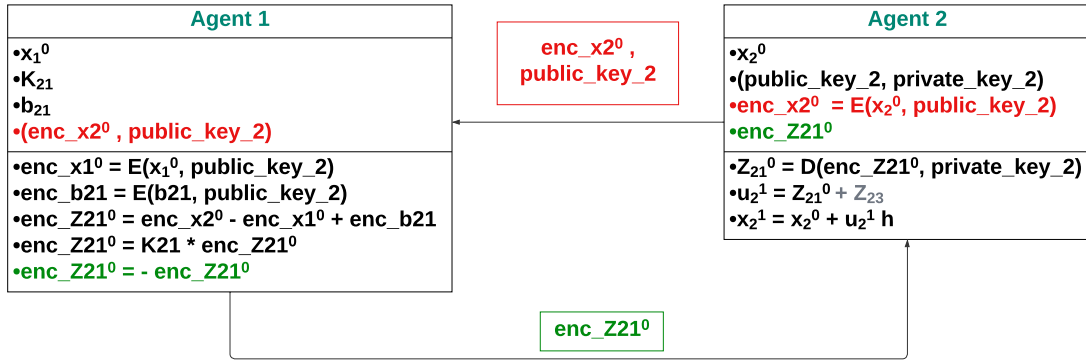 Agent 1
•x₁⁰
•K₂₁
•b₂₁
•(enc_x2⁰ , public_key_2)
•enc_x1⁰ = E(x₁⁰, public_key_2)
•enc_b21 = E(b21, public_key_2)
•enc_Z21⁰ = enc_x2⁰ - enc_x1⁰ + enc_b21
•enc_Z21⁰ = K21 * enc_Z21⁰
•enc_Z21⁰ = - enc_Z21⁰
enc_x2⁰ ,
public_key_2
Agent 2
•x₂⁰
•(public_key_2, private_key_2)
•enc_x2⁰ = E(x₂⁰, public_key_2)
•enc_Z21⁰
•Z₂₁⁰ = D(enc_Z21⁰, private_key_2)
•u₂¹ = Z₂₁⁰ + Z₂₃
•x₂¹ = x₂⁰ + u₂¹ h
enc_Z21⁰